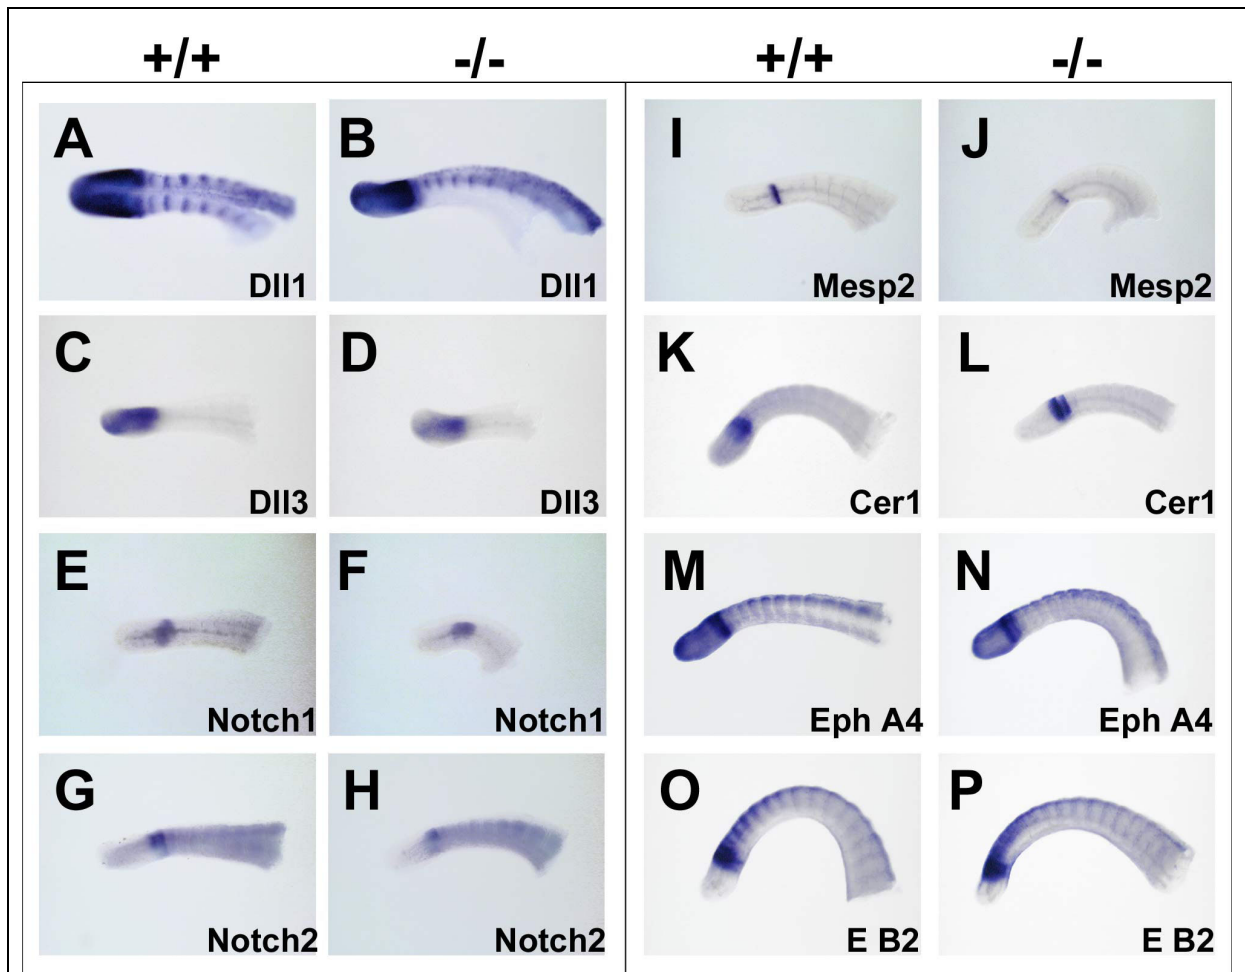 +/+ -/- +/+ -/-
A B I J
Dll1 Dll1 Mesp2 Mesp2
C D K L
Dll3 Dll3 Cer1 Cer1
E F M N
Notch1 Notch1 Eph A4 Eph A4
G H O P
Notch2 Notch2 E B2 E B2